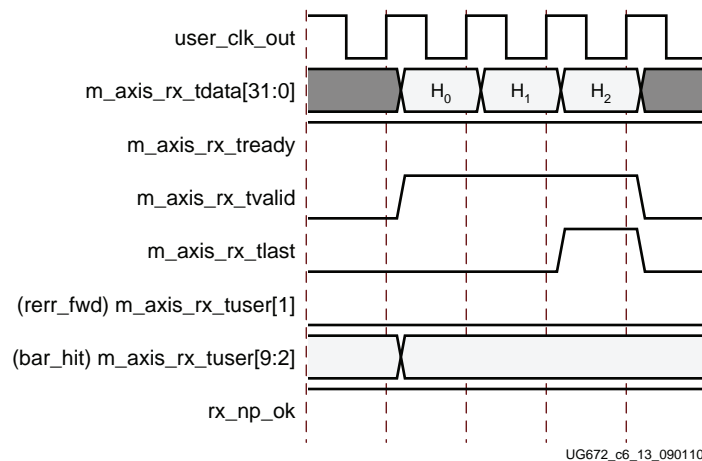 user_clk_out
m_axis_rx_tdata[31:0] H0 H1 H2
m_axis_rx_tready
m_axis_rx_tvalid
m_axis_rx_tlast
(rerr_fwd) m_axis_rx_tuser[1]
(bar_hit) m_axis_rx_tuser[9:2]
rx_np_ok
UG672_c6_13_090110